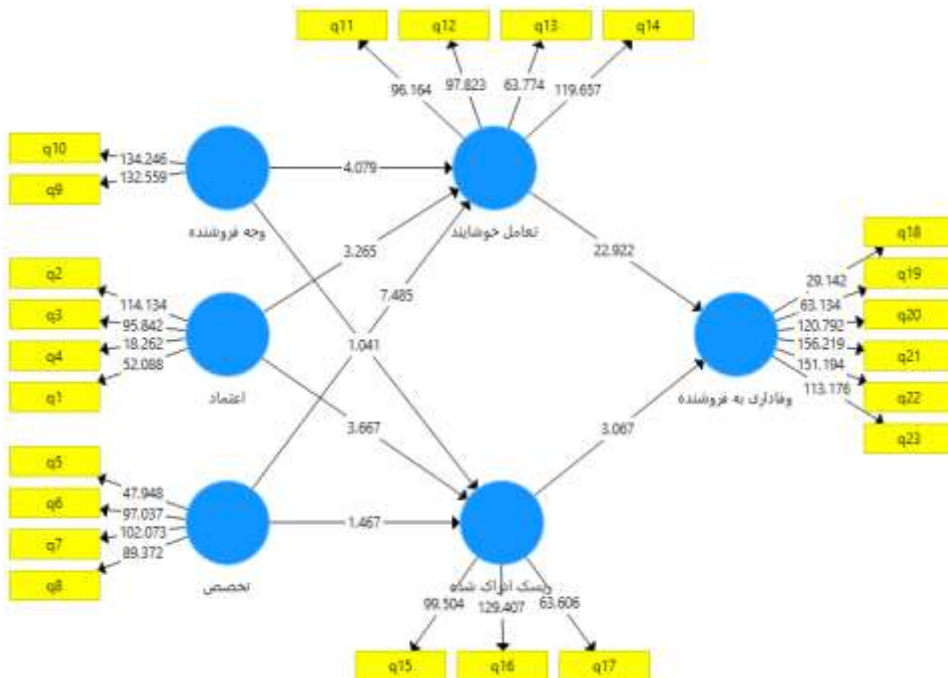 q11
q12
q13
q14
96.164
97.823
63.774
119.657
q10
q9
134.246
132.559
وجه فروشنده
4.079
تعامل خوشایند
3.265
7.485
22.922
q2
q3
q4
q1
114.134
95.842
18.262
52.088
اعتماد
1.041
3.667
q18
q19
q20
q21
q22
q23
29.142
63.134
120.792
156.219
151.194
113.176
وفاداری به فروشنده
3.067
q5
q6
q7
q8
47.948
97.037
102.073
89.372
تخصص
1.467
ریسک ادراک شده
99.504
129.407
63.606
q15
q16
q17